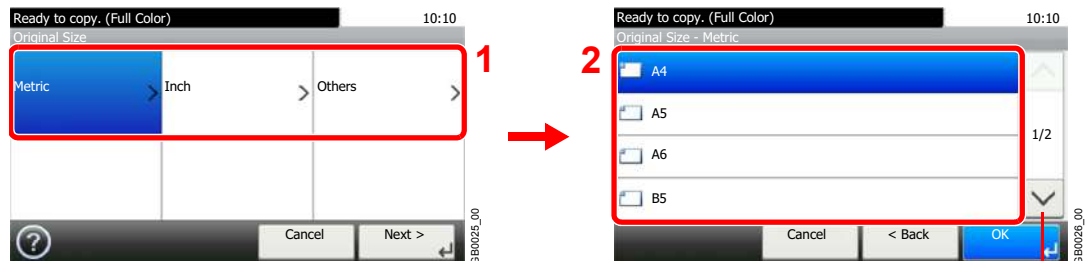 Ready to copy. (Full Color) 10:10
Original Size
Metric Inch Others
1
Cancel Next >
GB0025_00
Ready to copy. (Full Color) 10:10
Original Size - Metric
2
A4
A5
1/2
A6
B5
Cancel < Back OK
GB0026_00